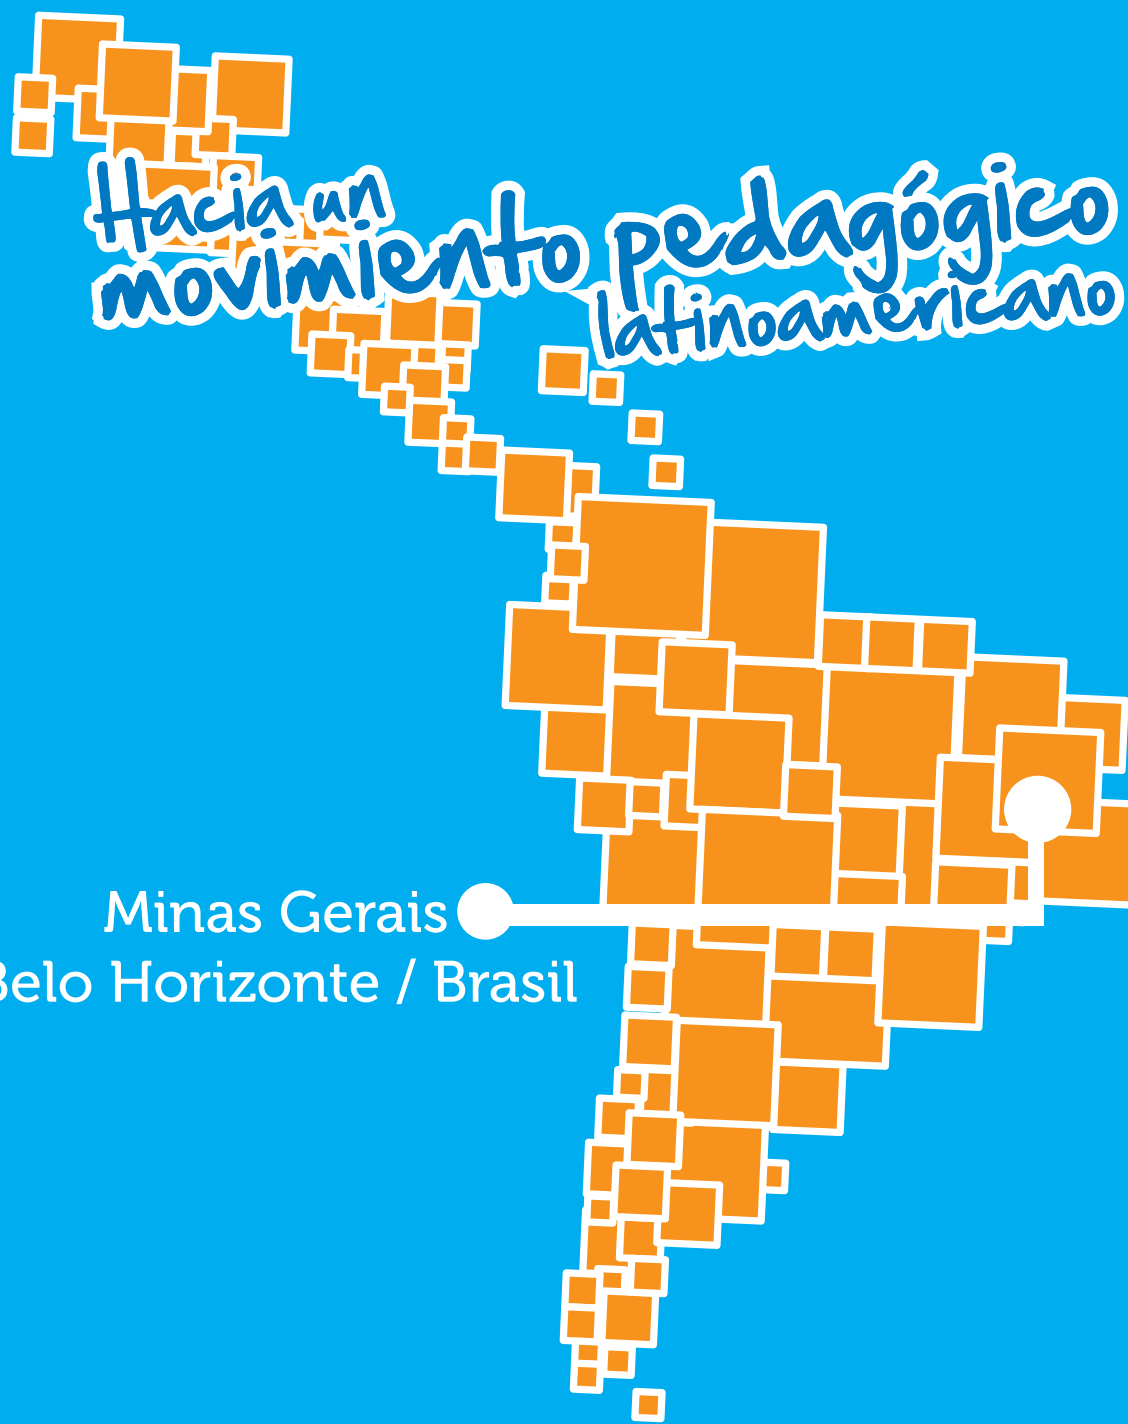 Hacia un
movimiento pedagógico
latinoamericano
Minas Gerais
Belo Horizonte / Brasil